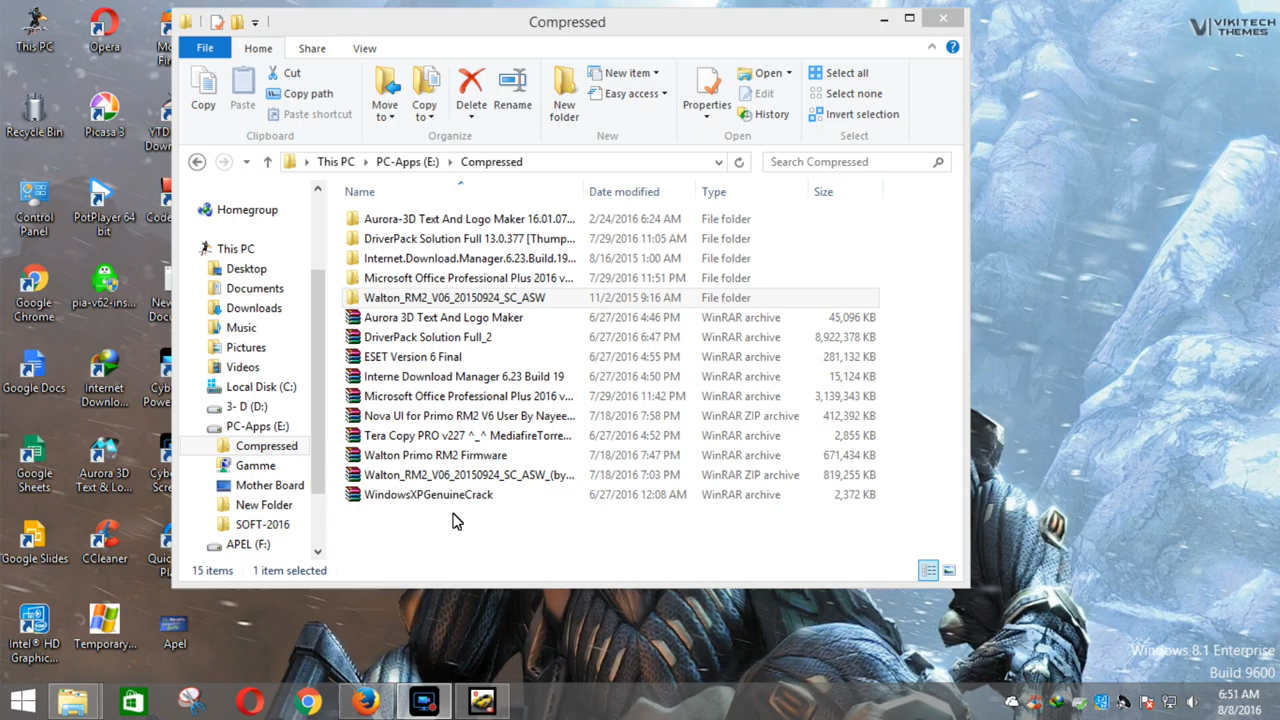 Compressed
File
Home
Share
View
Copy
Paste
Cut
Copy path
Paste shortcut
Clipboard
Move to
Copy to
Delete
Rename
Organize
New folder
New item
Easy access
New
Properties
Open
Edit
History
Open
Select all
Select none
Invert selection
Select
This PC
PC-Apps (E:)
Compressed
Search Compressed
Homegroup
This PC
Desktop
Documents
Downloads
Music
Pictures
Videos
Local Disk (C:)
3- D (D:)
PC-Apps (E:)
Compressed
Gamme
Mother Board
New Folder
SOFT-2016
APEL (F:)
Name Date modified Type Size
Aurora-3D Text And Logo Maker 16.01.07... 2/24/2016 6:24 AM File folder
DriverPack Solution Full 13.0.377 [Thump... 7/29/2016 11:05 AM File folder
Internet.Download.Manager.6.23.Build.19... 8/16/2015 1:00 AM File folder
Microsoft Office Professional Plus 2016 v... 7/29/2016 11:51 PM File folder
Walton_RM2_V06_20150924_SC_ASW 11/2/2015 9:16 AM File folder
Aurora 3D Text And Logo Maker 6/27/2016 4:46 PM WinRAR archive 45,096 KB
DriverPack Solution Full_2 6/27/2016 6:47 PM WinRAR archive 8,922,378 KB
ESET Version 6 Final 6/27/2016 4:55 PM WinRAR archive 281,132 KB
Interne Download Manager 6.23 Build 19 6/27/2016 4:50 PM WinRAR archive 15,124 KB
Microsoft Office Professional Plus 2016 v... 7/29/2016 11:42 PM WinRAR archive 3,139,343 KB
Nova UI for Primo RM2 V6 User By Nayee... 7/18/2016 7:58 PM WinRAR ZIP archive 412,392 KB
Tera Copy PRO v227 ^_^ MediafireTorre... 6/27/2016 4:52 PM WinRAR archive 2,855 KB
Walton Primo RM2 Firmware 7/18/2016 7:47 PM WinRAR archive 671,434 KB
Walton_RM2_V06_20150924_SC_ASW_(by... 7/18/2016 7:03 PM WinRAR ZIP archive 819,255 KB
WindowsXPGenuineCrack 6/27/2016 12:08 AM WinRAR archive 2,372 KB
15 items 1 item selected
This PC
Opera
Recycle Bin
Picasa 3
YTD
Control Panel
PotPlayer 64 bit
Google Chrome
pia-v62-ins...
Google Docs
Internet Downlo...
Google Sheets
Aurora 3D Text & Lo...
Google Slides
CCleaner
Intel® HD Graphic...
Temporary...
Apel
VIKITECH THEMES
Windows 8.1 Enterprise
Build 9600
6:51 AM
8/8/2016